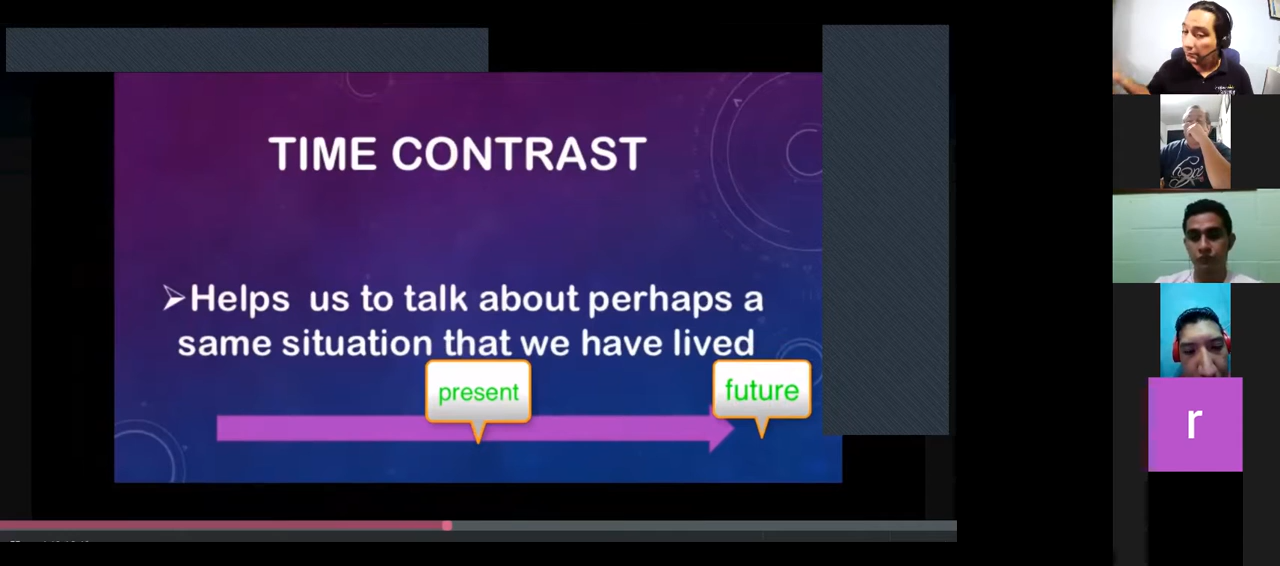 TIME CONTRAST
➢Helps us to talk about perhaps a
same situation that we have lived
present
future
r